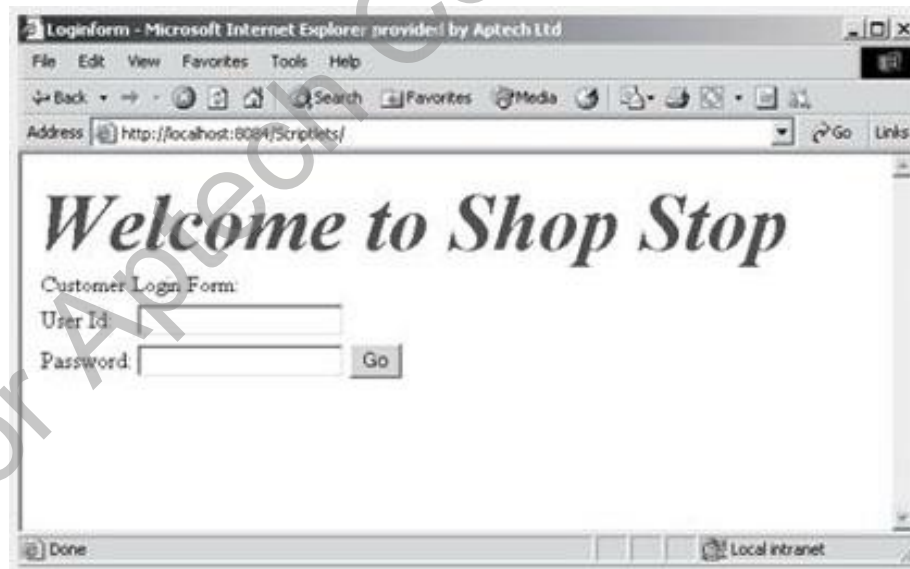 Loginform - Microsoft Internet Explorer provided by Aptech Ltd
File Edit View Favorites Tools Help
Back Search Favorites Media
Address http://localhost:8084/Scriptlets/ Go Links
Welcome to Shop Stop
Customer Login Form:
User Id:
Password: Go
Done Local intranet
or Aptech C